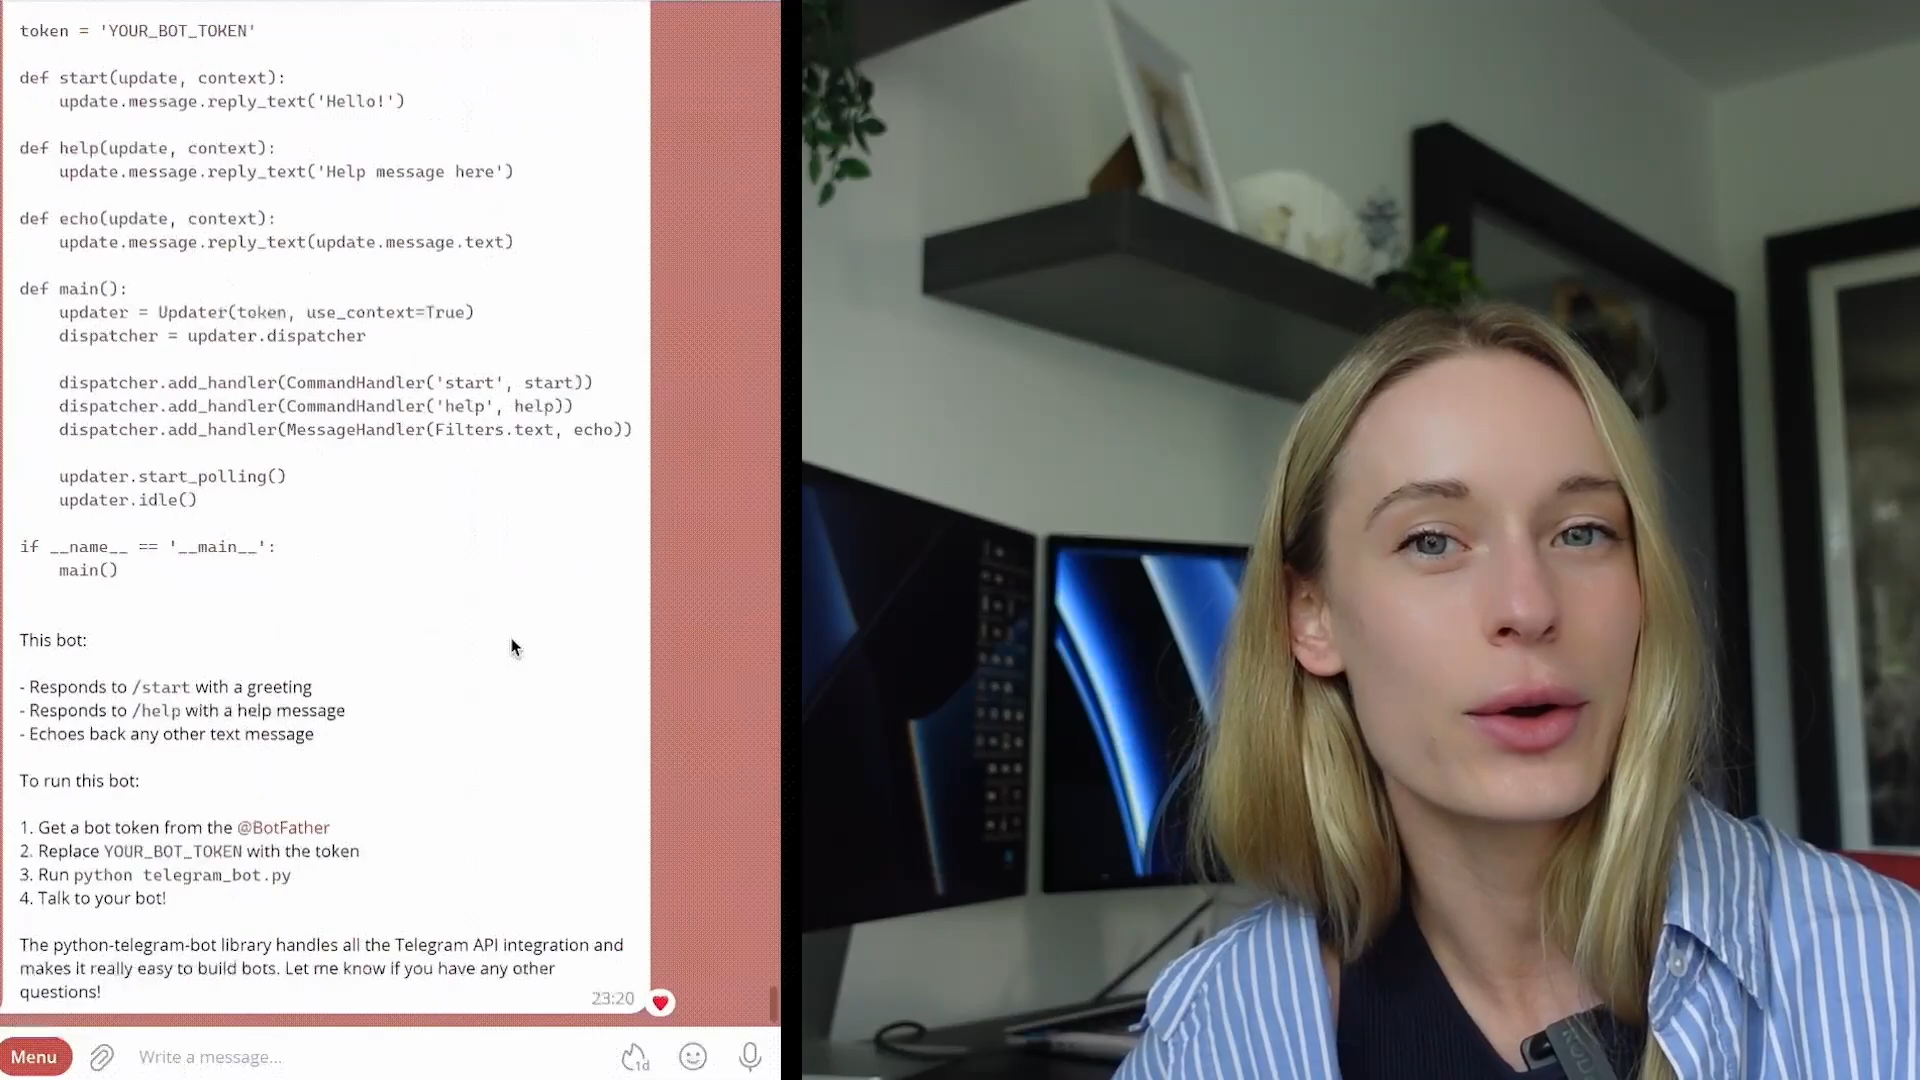 token = 'YOUR_BOT_TOKEN'
def start(update, context):
    update.message.reply_text('Hello!')
def help(update, context):
    update.message.reply_text('Help message here')
def echo(update, context):
    update.message.reply_text(update.message.text)
def main():
    updater = Updater(token, use_context=True)
    dispatcher = updater.dispatcher
    dispatcher.add_handler(CommandHandler('start', start))
    dispatcher.add_handler(CommandHandler('help', help))
    dispatcher.add_handler(MessageHandler(Filters.text, echo))
    updater.start_polling()
    updater.idle()
if __name__ == '__main__':
    main()
This bot:
- Responds to /start with a greeting
- Responds to /help with a help message
- Echoes back any other text message
To run this bot:
1. Get a bot token from the @BotFather
2. Replace YOUR_BOT_TOKEN with the token
3. Run python telegram_bot.py
4. Talk to your bot!
The python-telegram-bot library handles all the Telegram API integration and
makes it really easy to build bots. Let me know if you have any other
questions!
23:20
Menu
Write a message...
1d